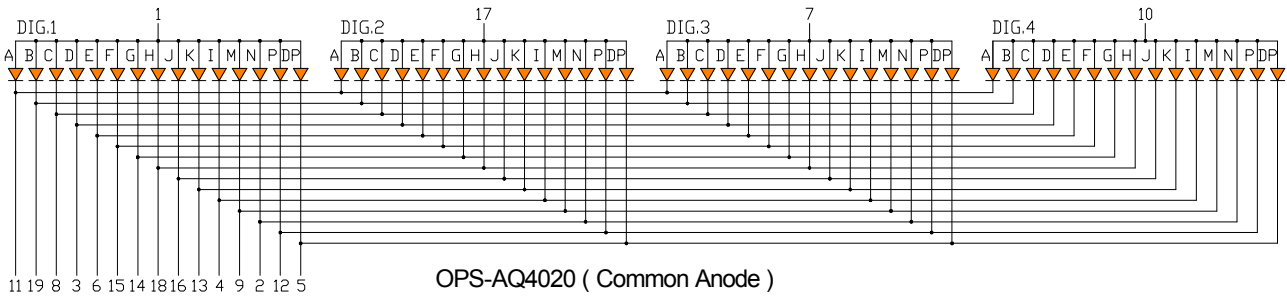 1 17 7 10
DIG.1 DIG.2 DIG.3 DIG.4
A B C D E F G H J K I M N P DP A B C D E F G H J K I M N P DP A B C D E F G H J K I M N P DP A B C D E F G H J K I M N P DP
11 19 8 3 6 15 14 18 16 13 4 9 2 12 5
OPS-AQ4020 ( Common Anode )